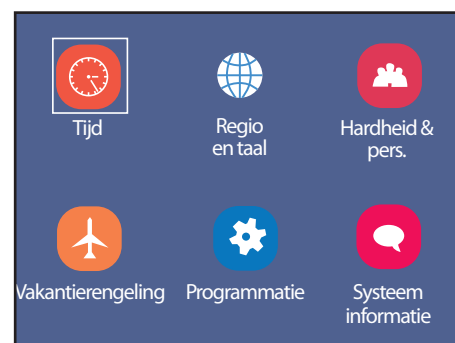 Tijd
Regio
en taal
Hardheid &
pers.
Vakantierengeling
Programmatie
Systeem
informatie